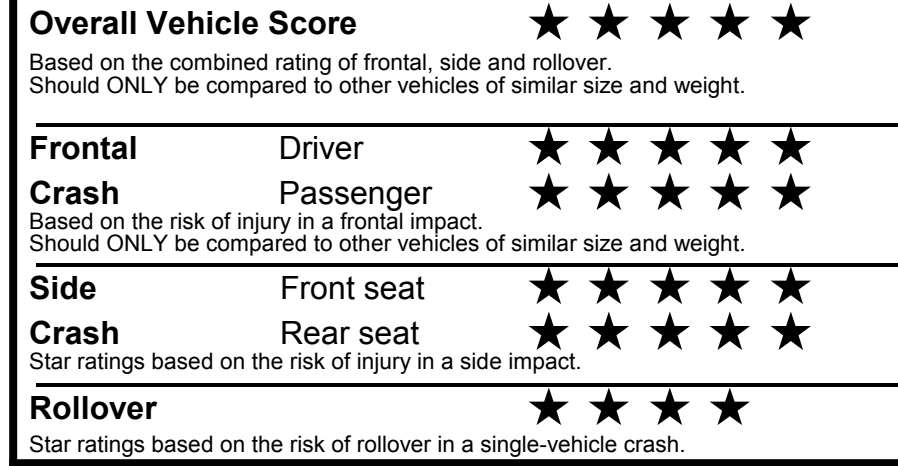 Overall Vehicle Score ★ ★ ★ ★ ★
Based on the combined rating of frontal, side and rollover.
Should ONLY be compared to other vehicles of similar size and weight.
Frontal Driver ★ ★ ★ ★ ★
Crash Passenger ★ ★ ★ ★ ★
Based on the risk of injury in a frontal impact.
Should ONLY be compared to other vehicles of similar size and weight.
Side Front seat ★ ★ ★ ★ ★
Crash Rear seat ★ ★ ★ ★ ★
Star ratings based on the risk of injury in a side impact.
Rollover ★ ★ ★ ★
Star ratings based on the risk of rollover in a single-vehicle crash.